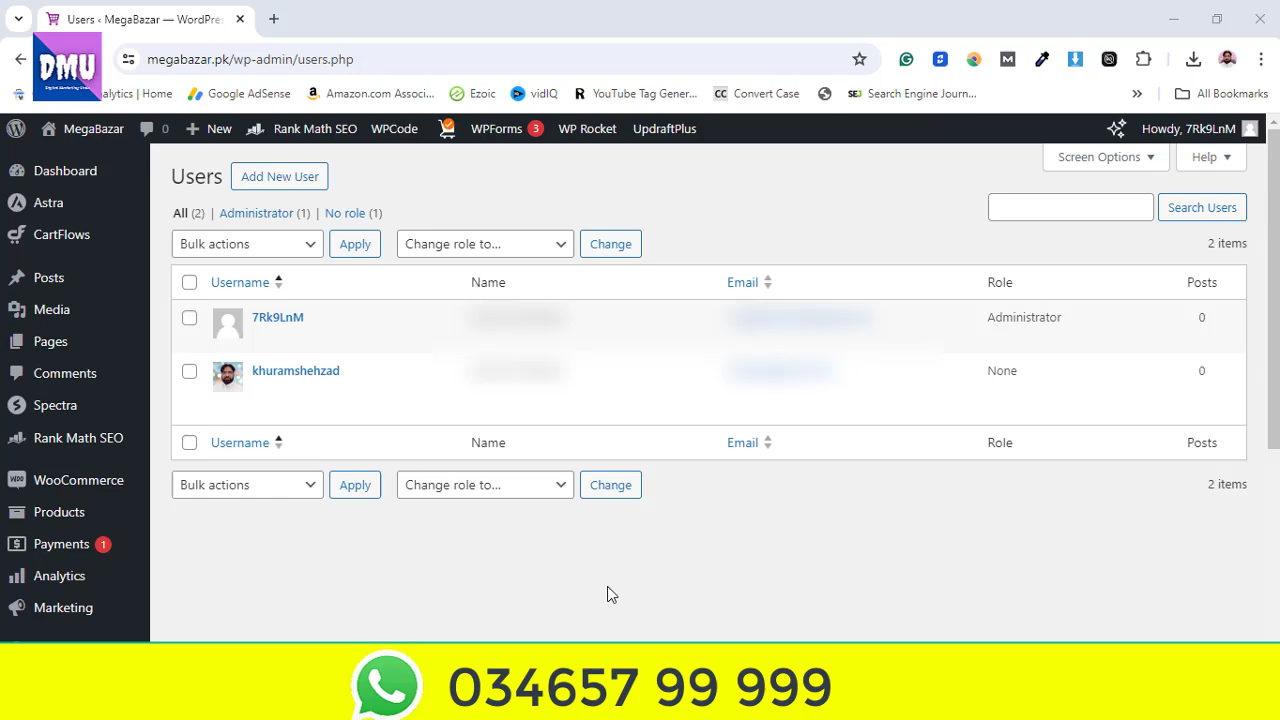 Users ‹ MegaBazar — WordPre
megabazar.pk/wp-admin/users.php
DMU
alytics | Home
Google AdSense
Amazon.com Associ...
Ezoic
vidIQ
YouTube Tag Gener...
CC Convert Case
SEJ Search Engine Journ...
All Bookmarks
MegaBazar
0
New
Rank Math SEO
WPCode
WPForms 3
WP Rocket
UpdraftPlus
Howdy, 7Rk9LnM
Screen Options
Help
Dashboard
Astra
CartFlows
Posts
Media
Pages
Comments
Spectra
Rank Math SEO
WooCommerce
Products
Payments 1
Analytics
Marketing
Users Add New User
All (2) | Administrator (1) | No role (1)
Search Users
Bulk actions Apply Change role to... Change 2 items
Username Name Email Role Posts
7Rk9LnM Administrator 0
khuramshehzad None 0
Username Name Email Role Posts
Bulk actions Apply Change role to... Change 2 items
034657 99 999